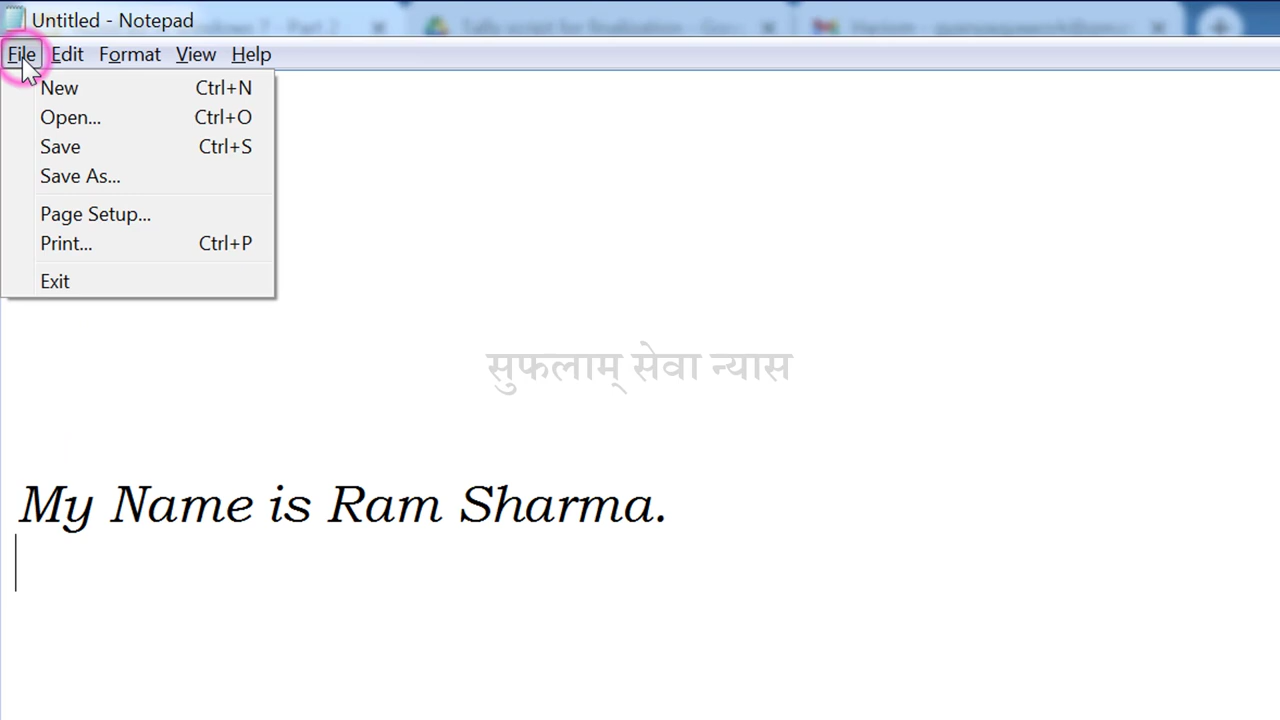 Untitled - Notepad
File Edit Format View Help
New Ctrl+N
Open... Ctrl+O
Save Ctrl+S
Save As...
Page Setup...
Print... Ctrl+P
Exit
सुफलाम् सेवा न्यास
My Name is Ram Sharma.